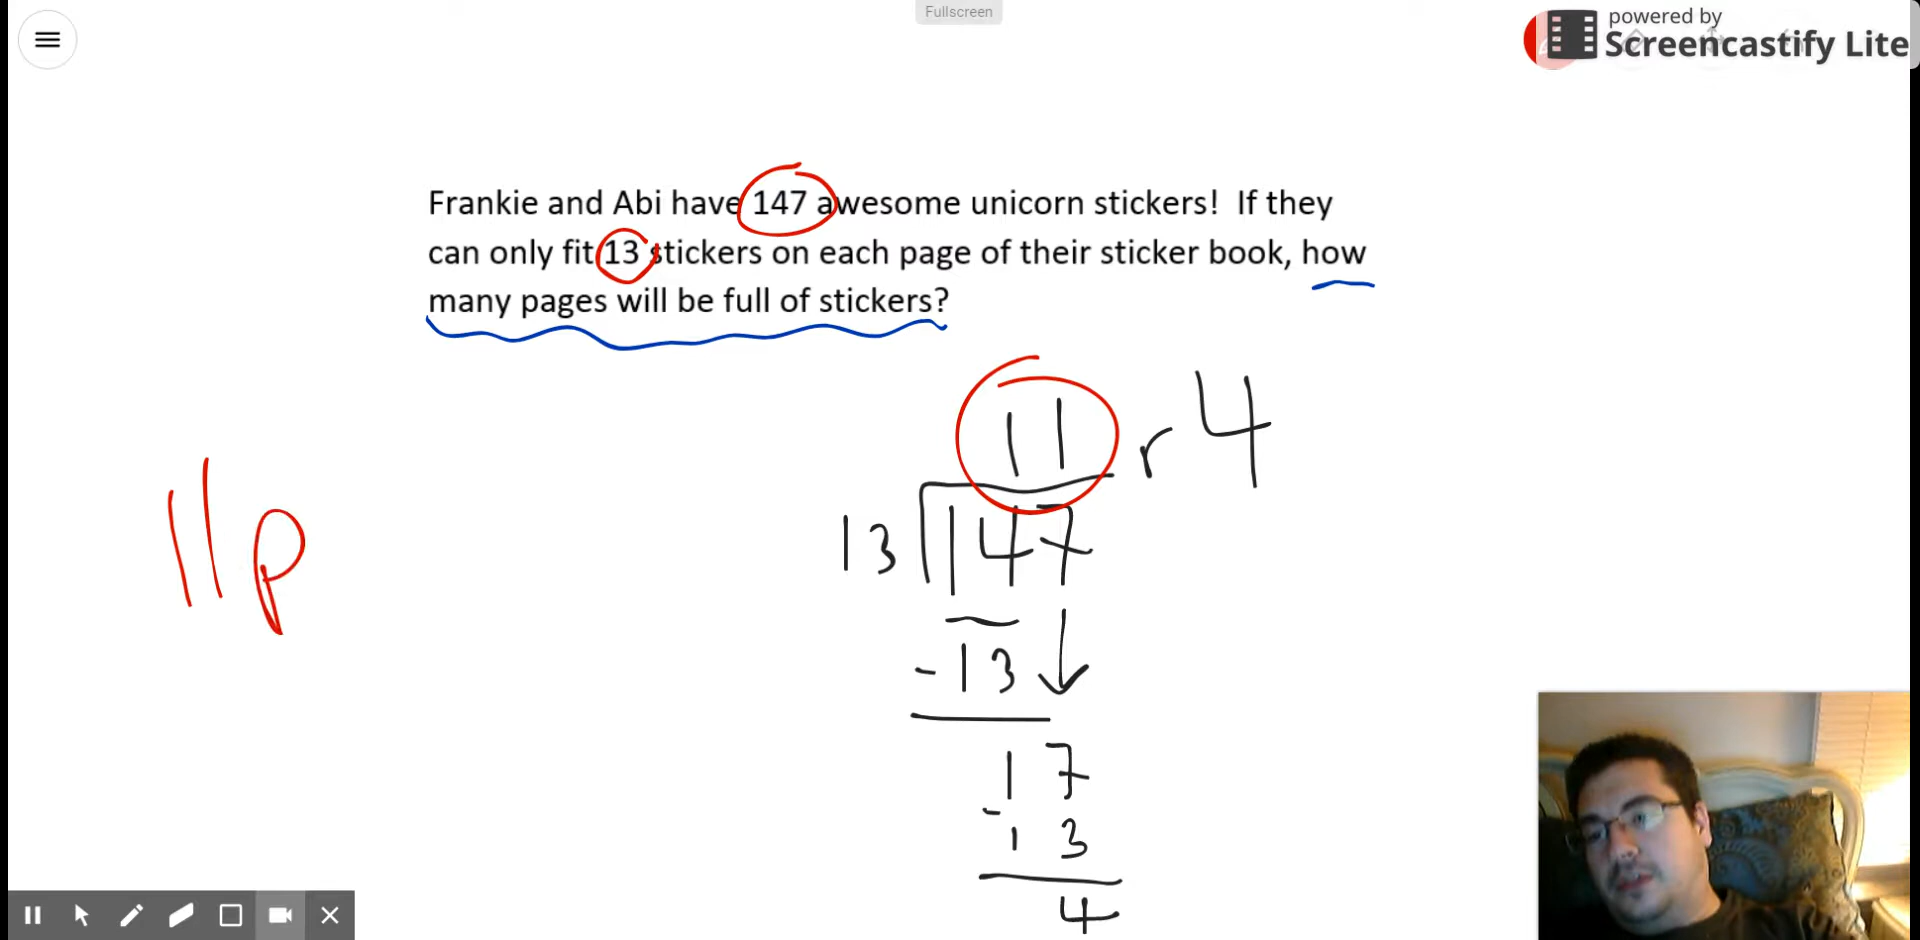 Fullscreen
powered by
Screencastify Lite
Frankie and Abi have 147 awesome unicorn stickers! If they
can only fit 13 stickers on each page of their sticker book, how
many pages will be full of stickers?
11 r 4
13 147
11p
-13
17
-13
4